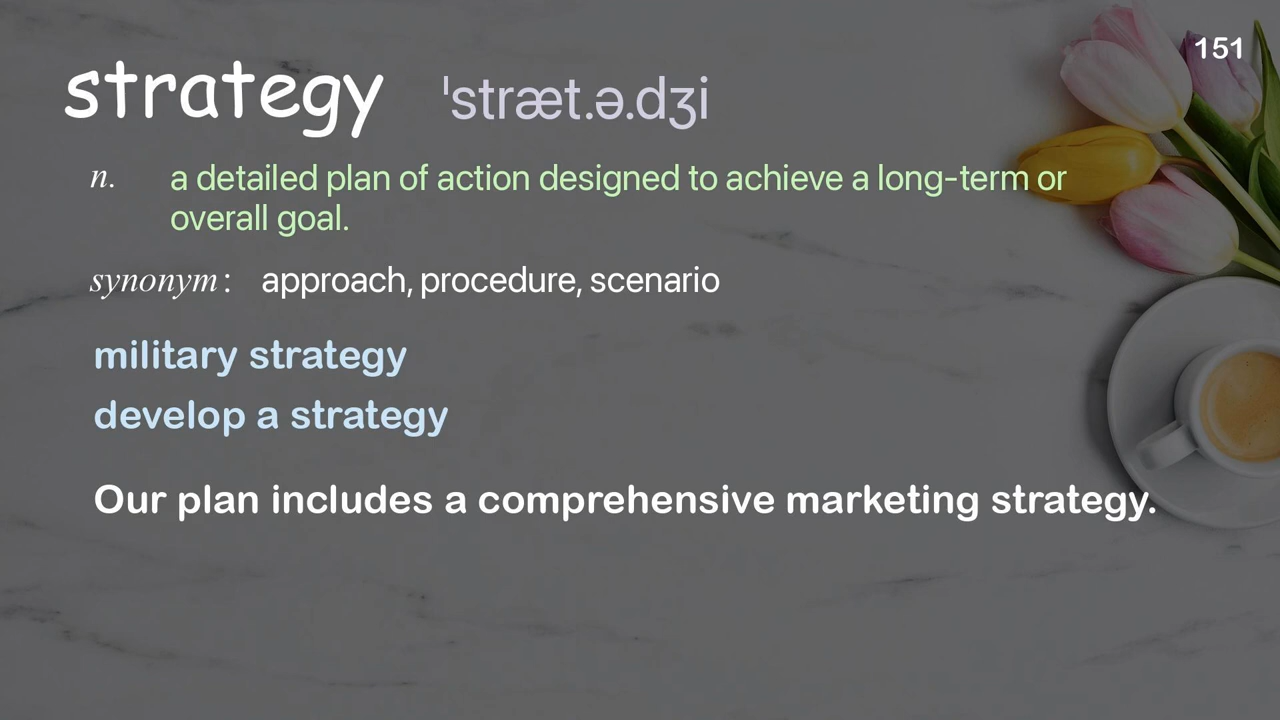 151
strategy ˈstræt.ə.dʒi
n. a detailed plan of action designed to achieve a long-term or
overall goal.
synonym: approach, procedure, scenario
military strategy
develop a strategy
Our plan includes a comprehensive marketing strategy.